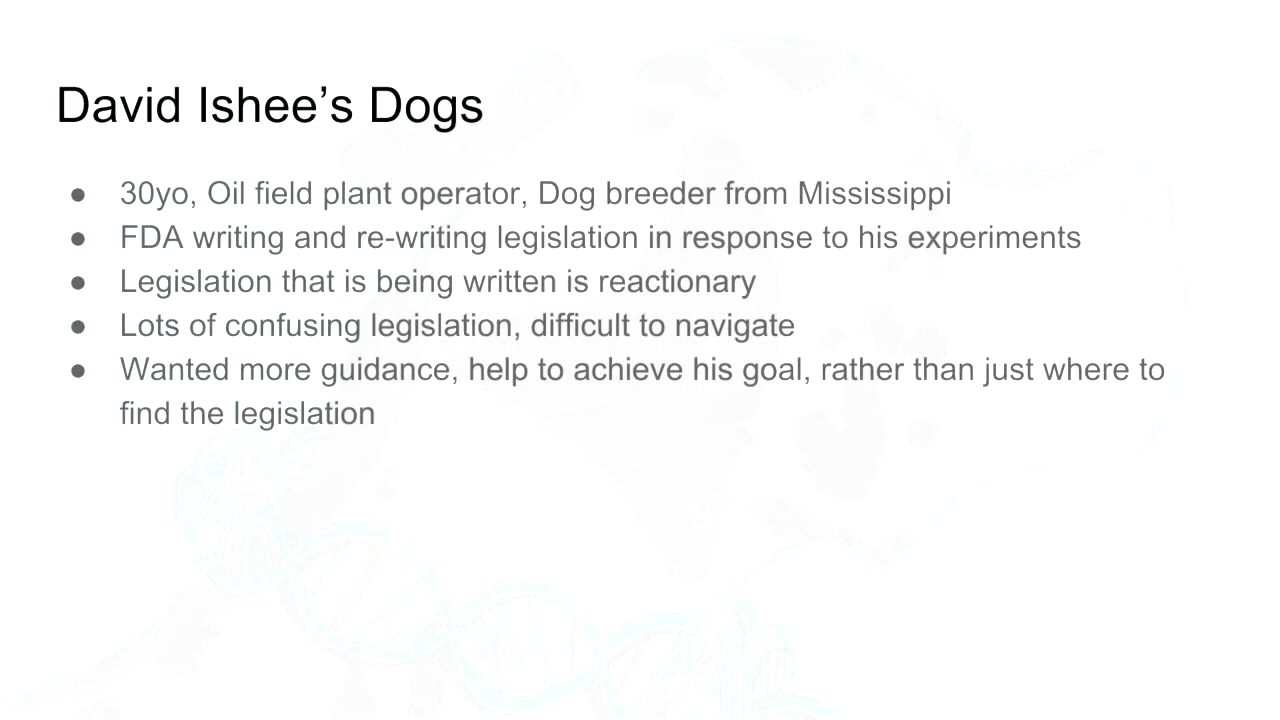 David Ishee’s Dogs
● 30yo, Oil field plant operator, Dog breeder from Mississippi
● FDA writing and re-writing legislation in response to his experiments
● Legislation that is being written is reactionary
● Lots of confusing legislation, difficult to navigate
● Wanted more guidance, help to achieve his goal, rather than just where to
find the legislation